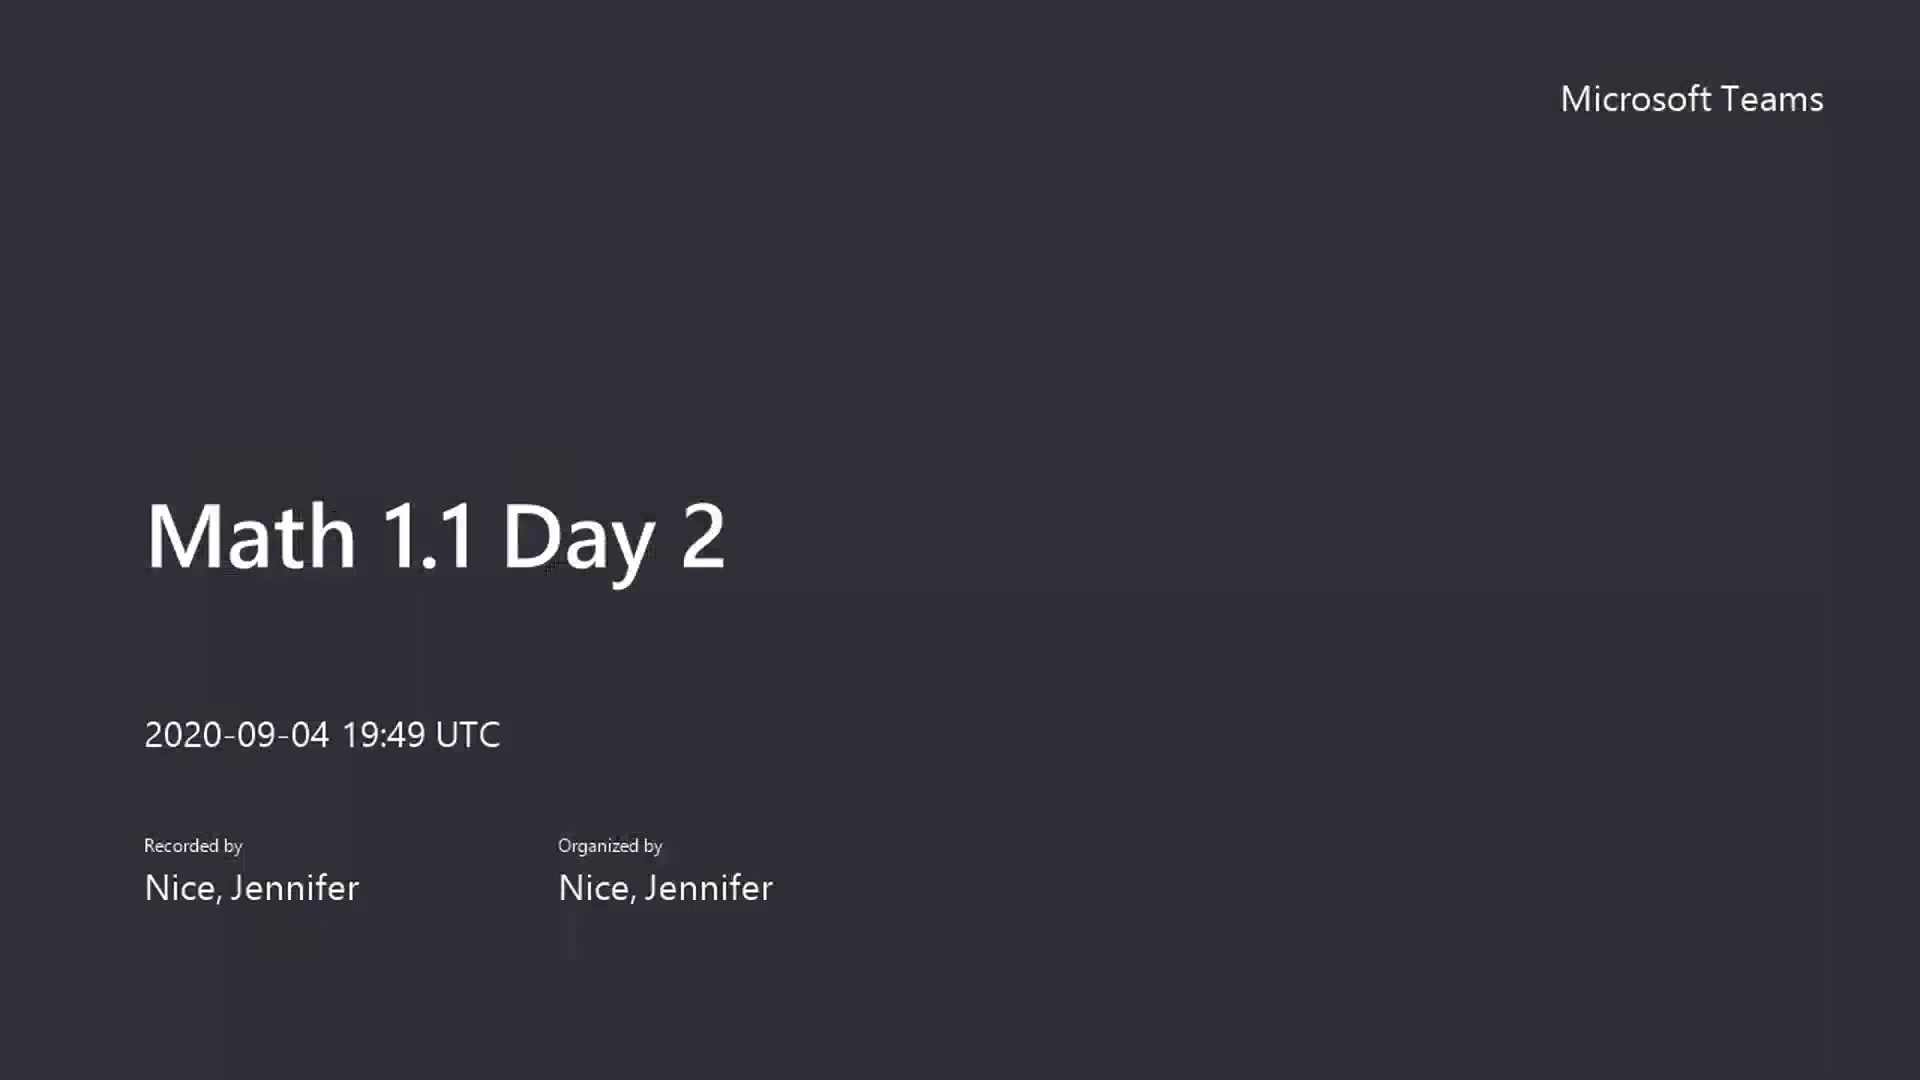 Microsoft Teams
Math 1.1 Day 2
2020-09-04 19:49 UTC
Recorded by
Nice, Jennifer
Organized by
Nice, Jennifer